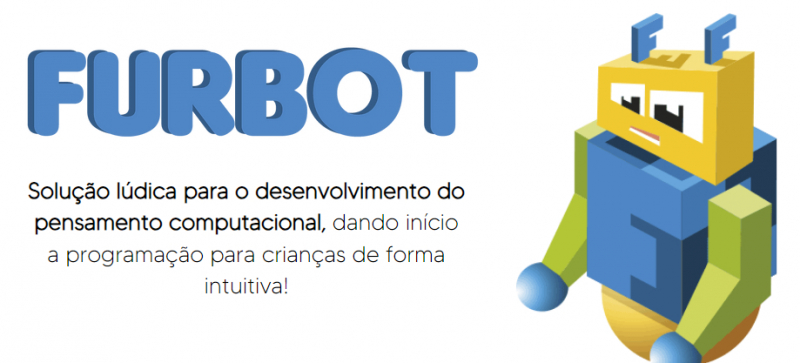 FURBOT
Solução lúdica para o desenvolvimento do
pensamento computacional, dando início
a programação para crianças de forma
intuitiva!
F F